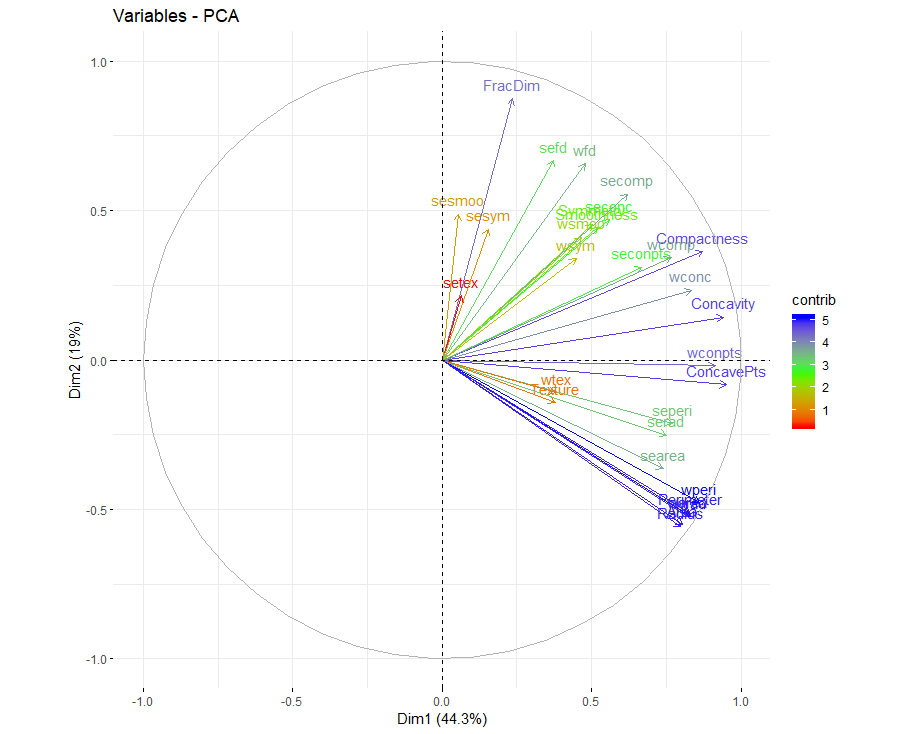 Variables - PCA
1.0
0.5
0.0
-0.5
-1.0
Dim2 (19%)
FracDim
sefd
wfd
secomp
sesmoo
seconc
sesym
Smoothness
wsmoo
Compactness
wcomp
wsym
seconpts
setex
wconc
Concavity
wconpts
ConcavePts
wtex
Texture
seperi
serad
searea
wperi
Perimeter
Radius
-1.0
-0.5
0.0
0.5
1.0
Dim1 (44.3%)
contrib
5
4
3
2
1